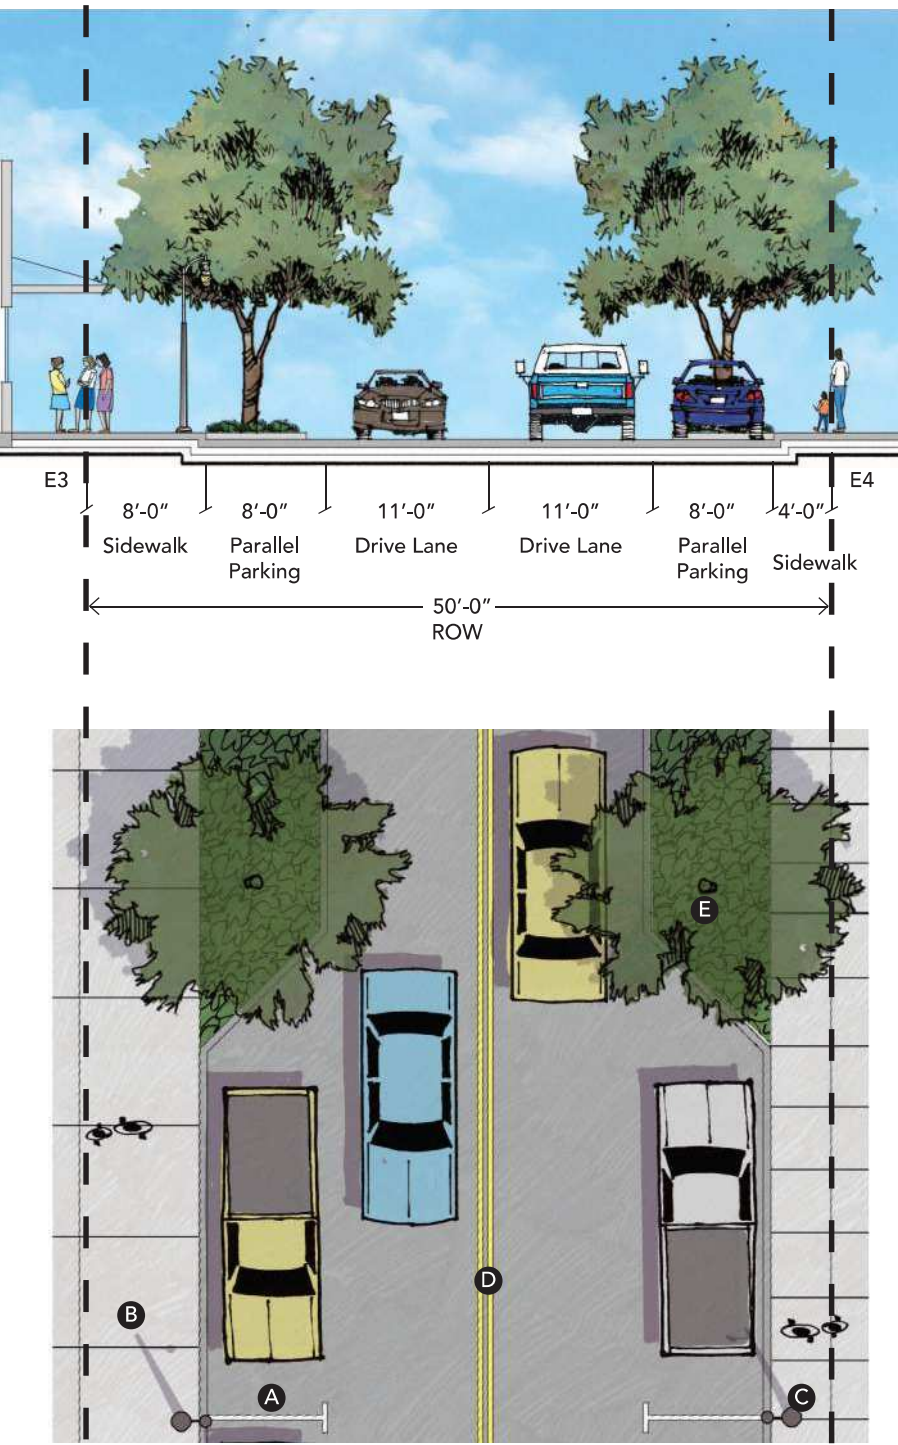 E3
E4
8'-0" 8'-0" 11'-0" 11'-0" 8'-0" 4'-0"
Sidewalk Parallel Parking Drive Lane Drive Lane Parallel Parking Sidewalk
50'-0"
ROW
E
D
B
A
C